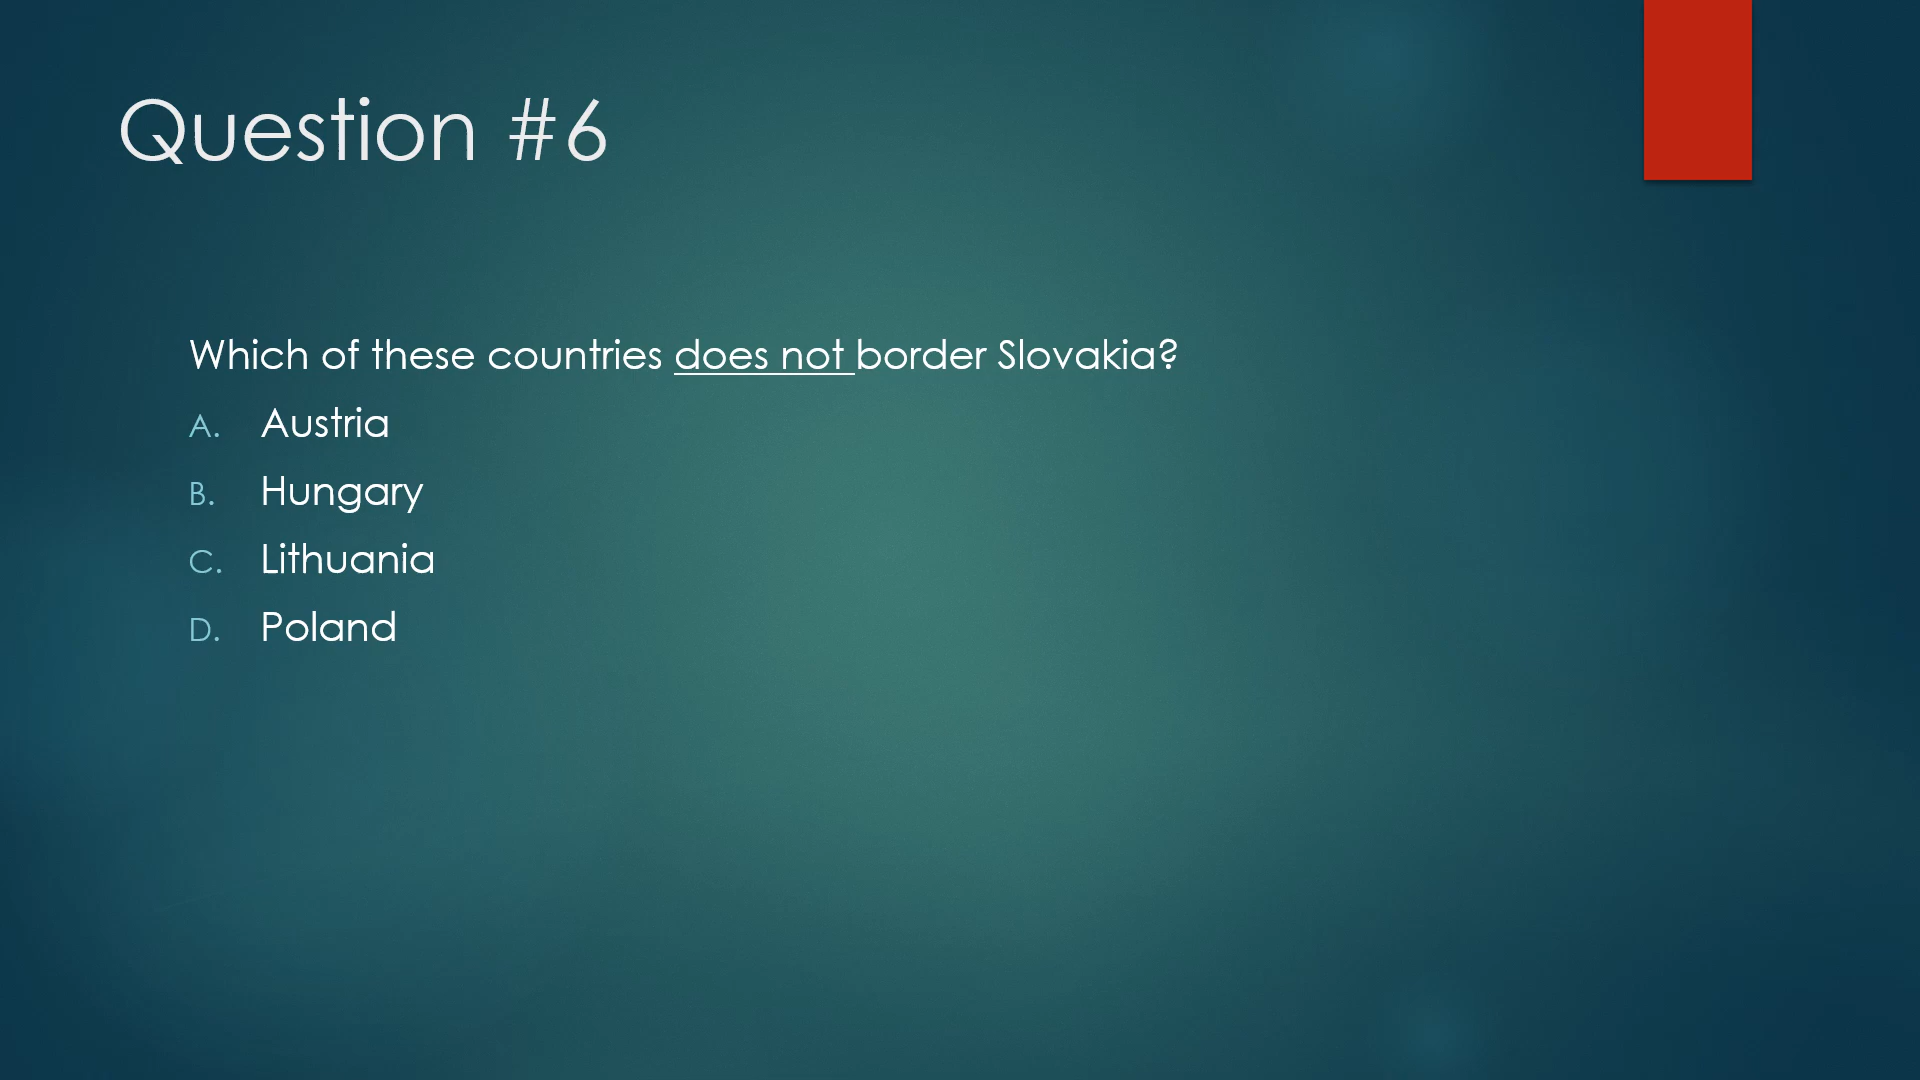 Question #6
Which of these countries does not border Slovakia?
A. Austria
B. Hungary
C. Lithuania
D. Poland